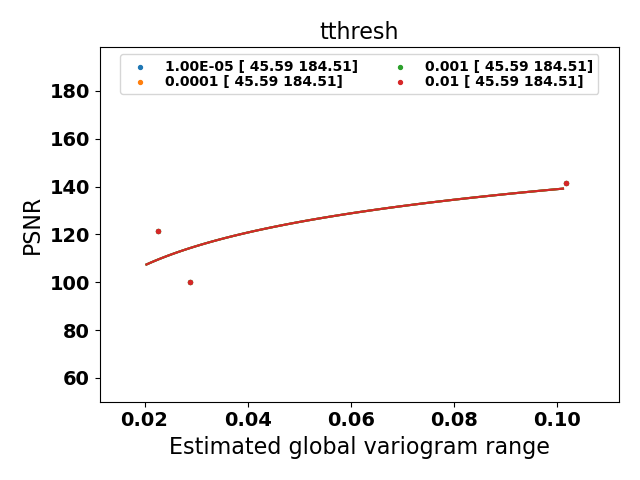 tthresh
1.00E-05 [ 45.59 184.51]
0.0001 [ 45.59 184.51]
0.001 [ 45.59 184.51]
0.01 [ 45.59 184.51]
PSNR
180
160
140
120
100
80
60
0.02 0.04 0.06 0.08 0.10
Estimated global variogram range